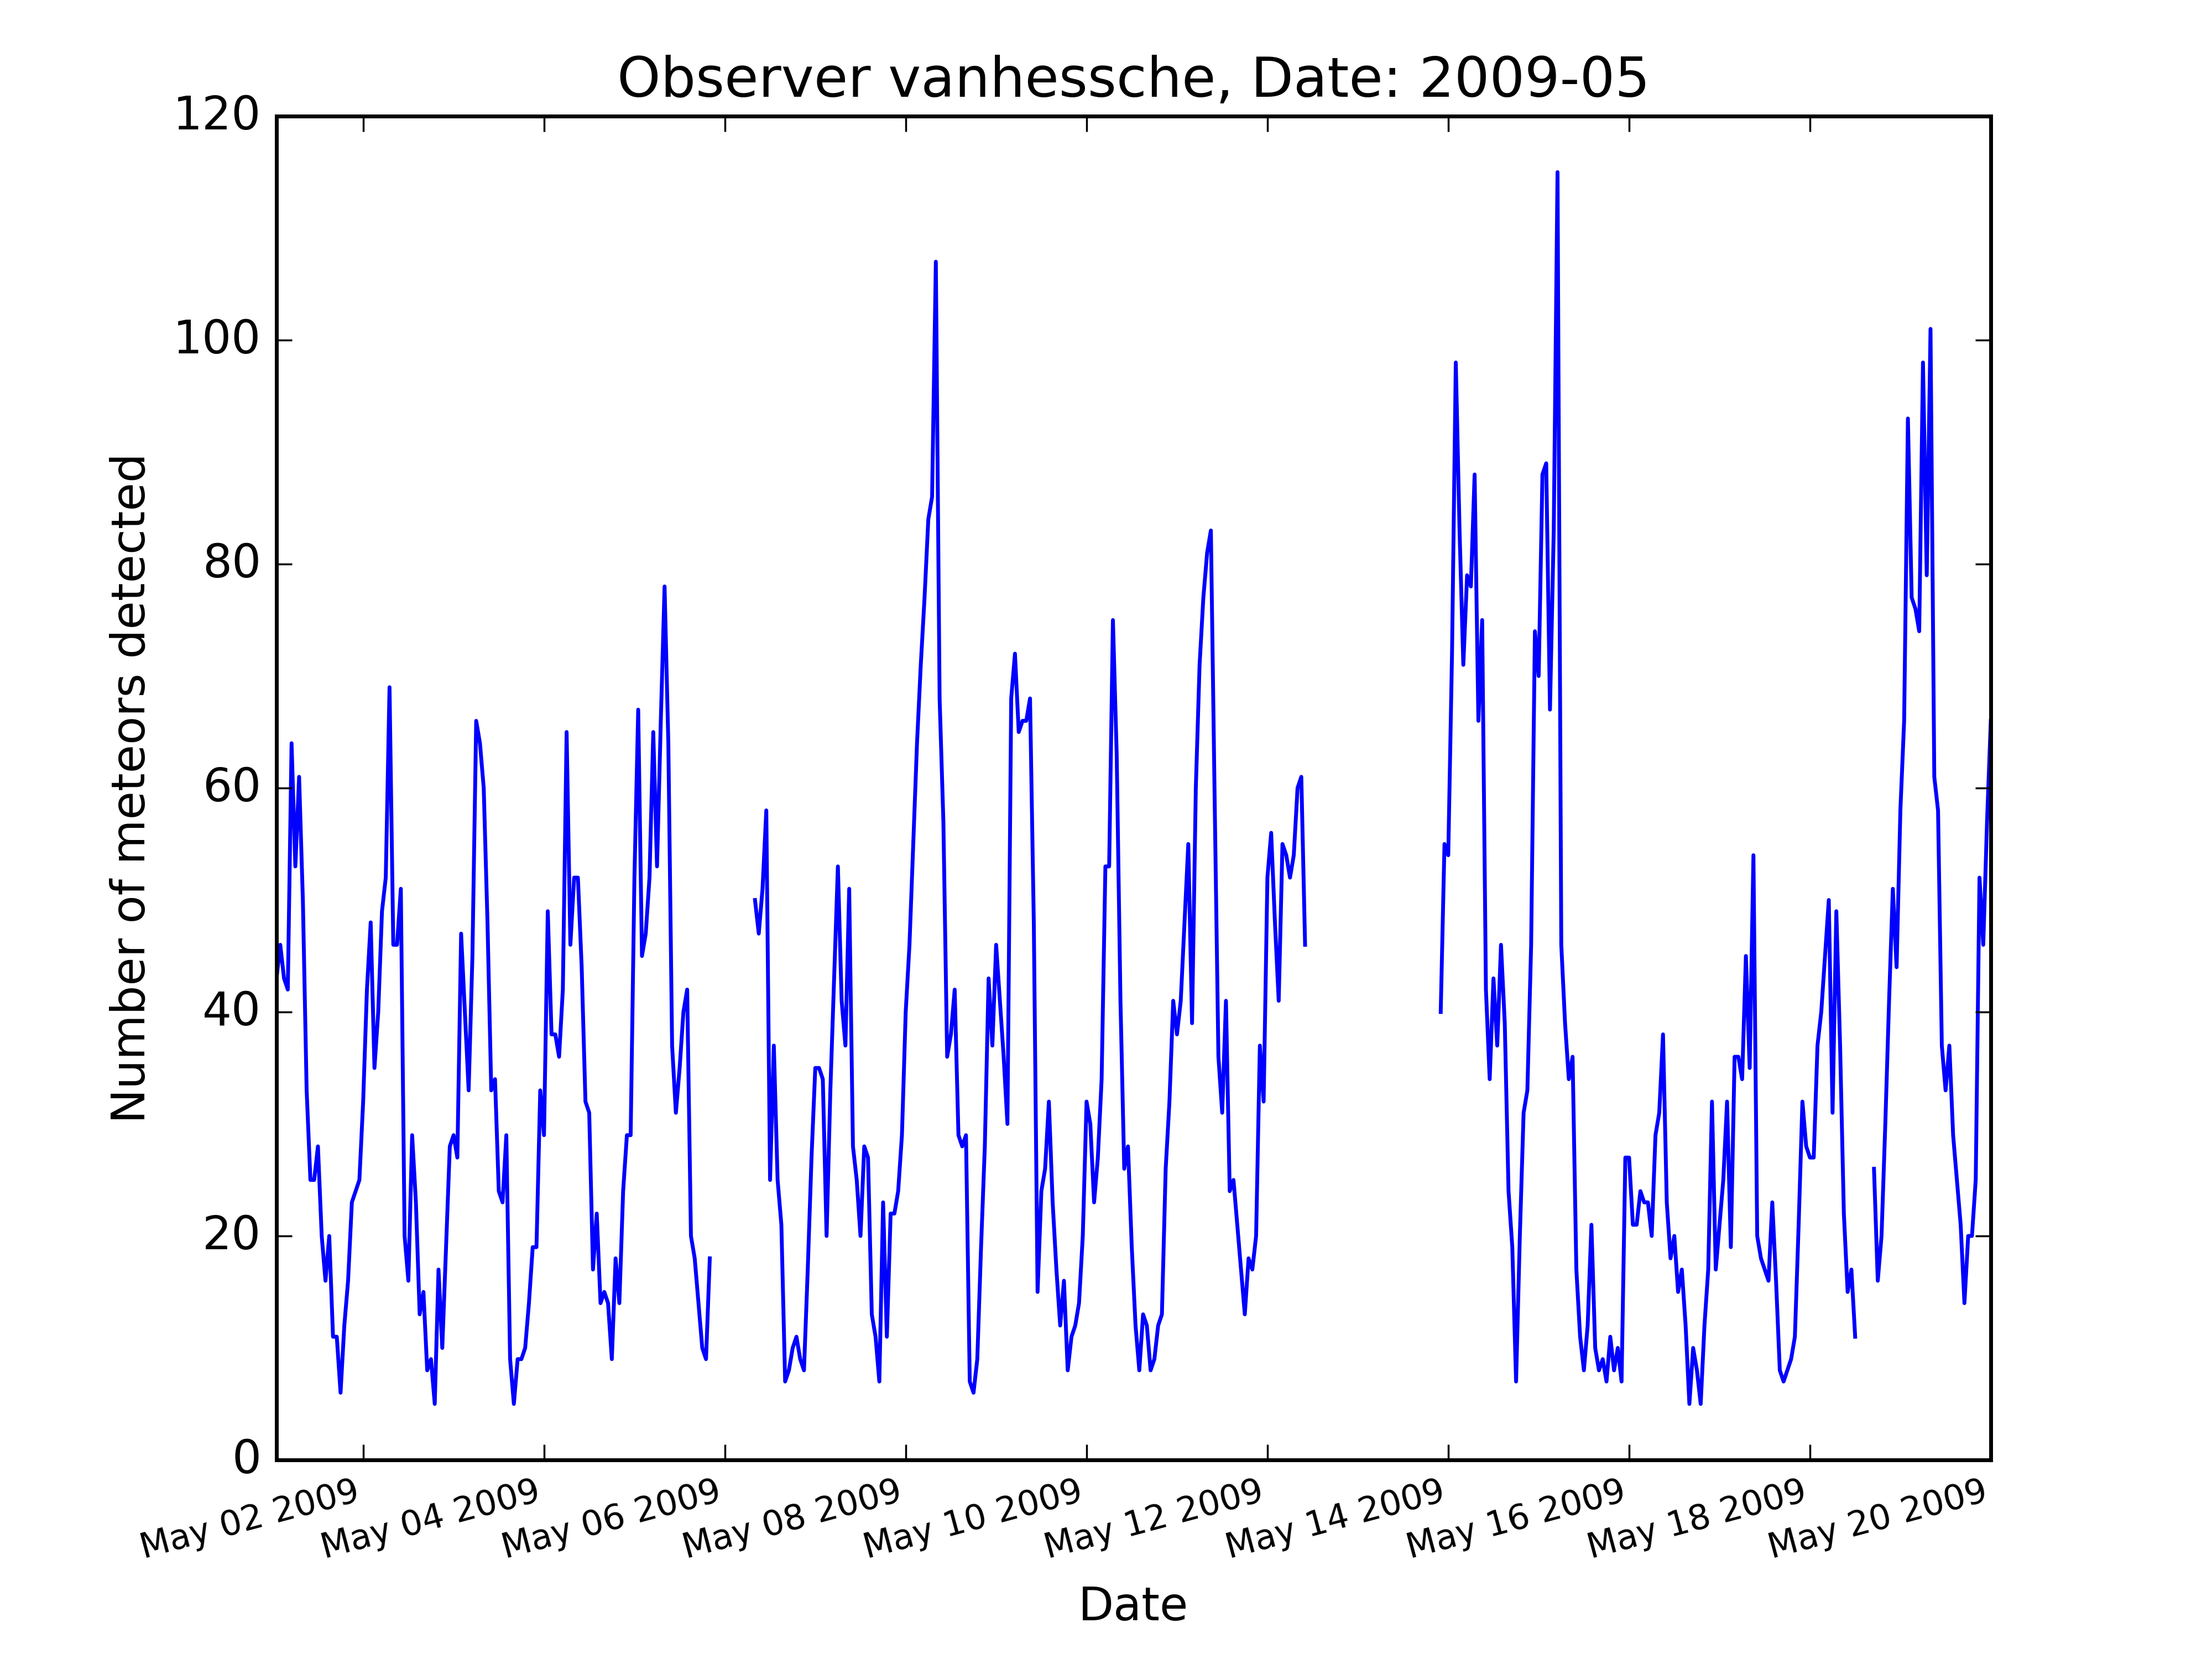 Observer vanhessche, Date: 2009-05
120
100
80
60
40
20
0
Number of meteors detected
May 02 2009
May 04 2009
May 06 2009
May 08 2009
May 10 2009
May 12 2009
May 14 2009
May 16 2009
May 18 2009
May 20 2009
Date